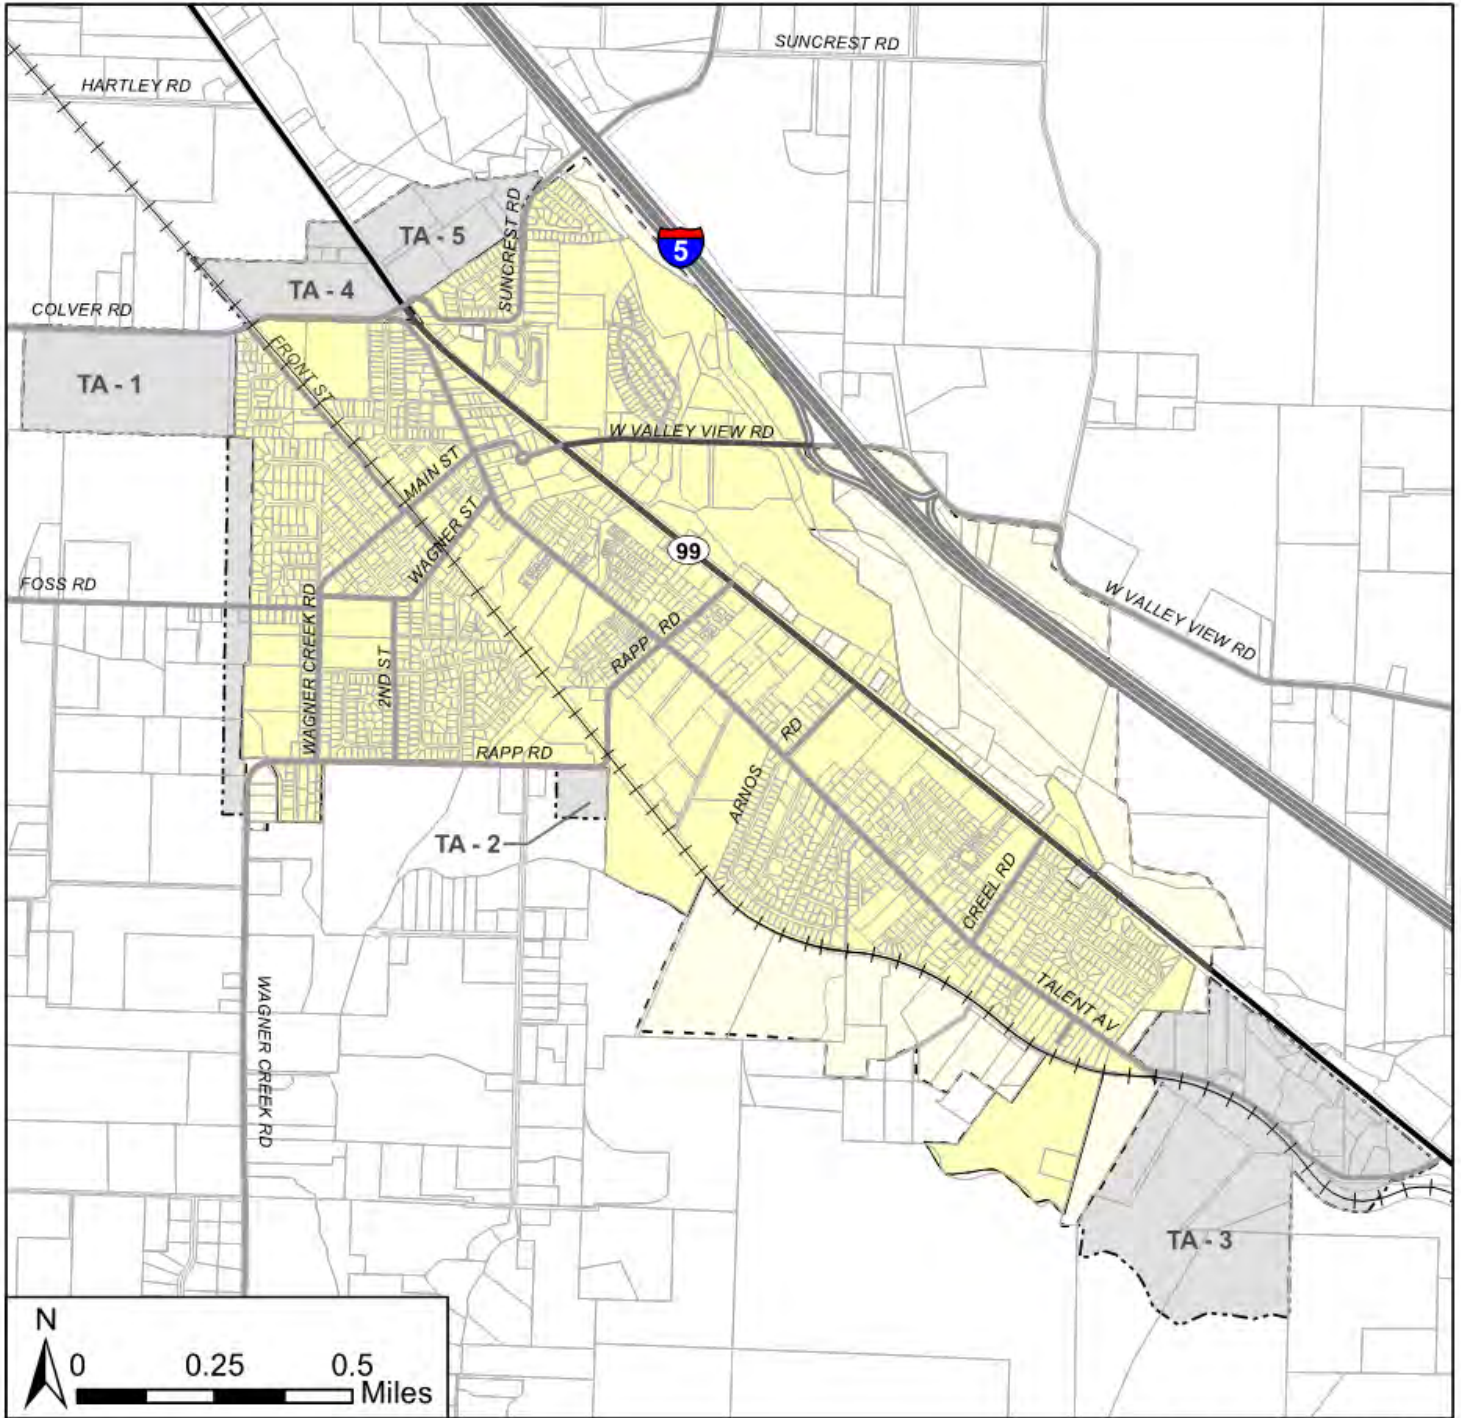 SUNCREST RD
HARTLEY RD
SUNCREST RD
TA - 5
5
TA - 4
COLVER RD
FRONT ST
TA - 1
W VALLEY VIEW RD
MAIN ST
WAGNER ST
99
FOSS RD
W VALLEY VIEW RD
WAGNER CREEK RD
RAPP RD
2ND ST
ARNOS RD
RAPP RD
TA - 2
CREEL RD
WAGNER CREEK RD
TALENT AV
TA - 3
N
0 0.25 0.5
Miles